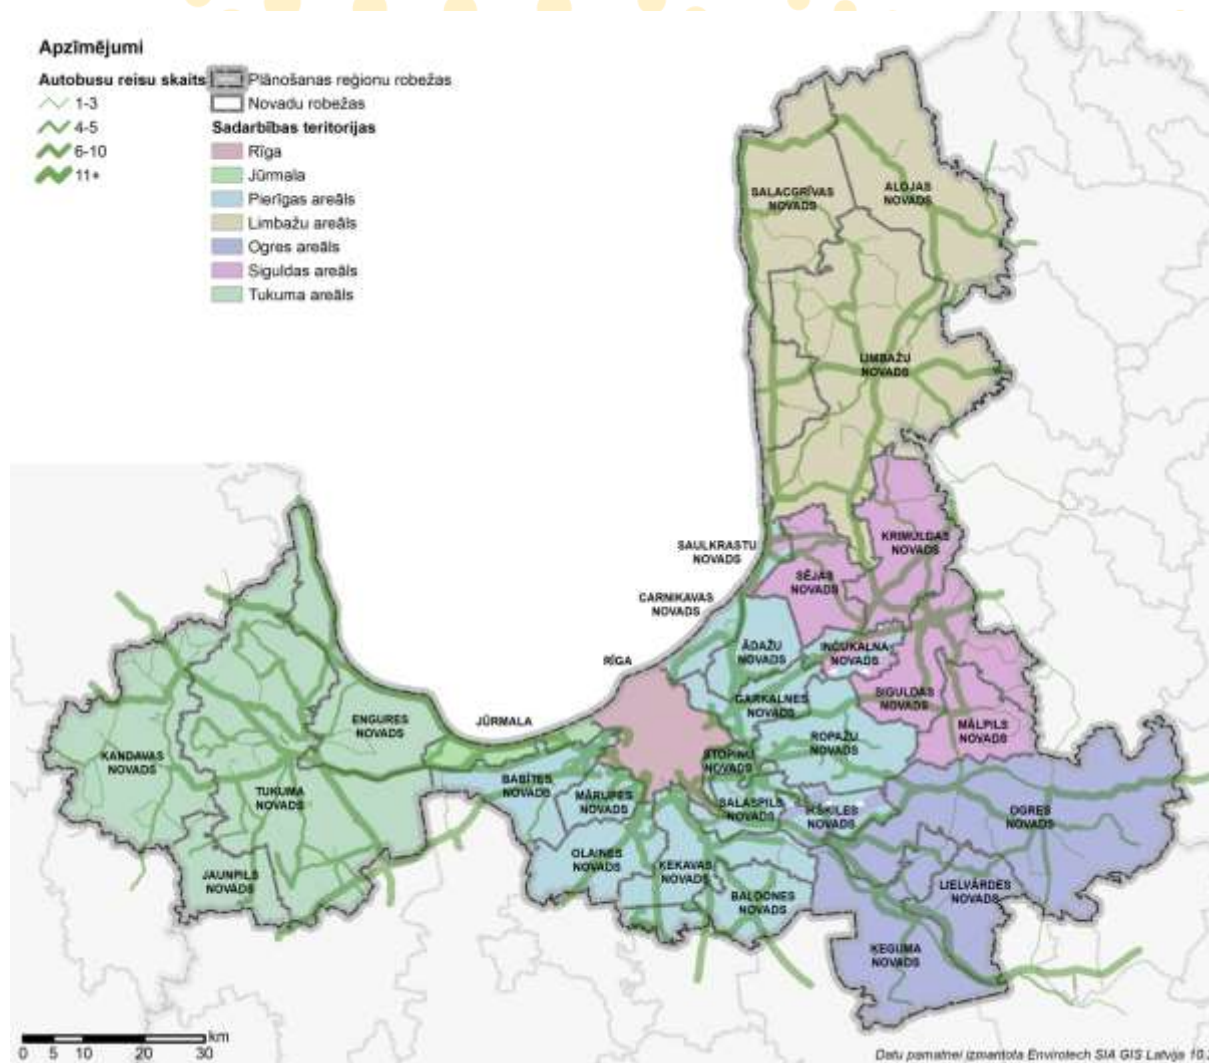 Apzīmējumi
Autobusu reisu skaits
1-3
4-5
6-10
11+
Plānošanas reģionu robežas
Novadu robežas
Sadarbības teritorijas
Rīga
Jūrmala
Pierīgas areāls
Limbažu areāls
Ogres areāls
Siguldas areāls
Tukuma areāls
SALACGRĪVAS
NOVADS
ALOJAS
NOVADS
LIMBAŽU
NOVADS
SAULKRASTU
NOVADS
KRIMULDAS
NOVADS
SĒJAS
NOVADS
CARNIKAVAS
NOVADS
ĀDAŽU
NOVADS
INČUKALNA
NOVADS
RĪGA
GARKALNES
NOVADS
SIGULDAS
NOVADS
MĀLPILS
NOVADS
JŪRMALA
ENGURES
NOVADS
ROPAŽU
NOVADS
KANDAVAS
NOVADS
STOPIŅU
NOVADS
TUKUMA
NOVADS
BABĪTES
NOVADS
MĀRUPES
NOVADS
SALASPILS
NOVADS
IKŠĶILES
NOVADS
OGRES
NOVADS
JAUNPILS
NOVADS
OLAINES
NOVADS
ĶEKAVAS
NOVADS
BALDONES
NOVADS
LIELVĀRDES
NOVADS
ĶEGUMA
NOVADS
km
0 5 10 20 30
Datu pamatnei izmantota Envirotech SIA GIS Latvija 10.